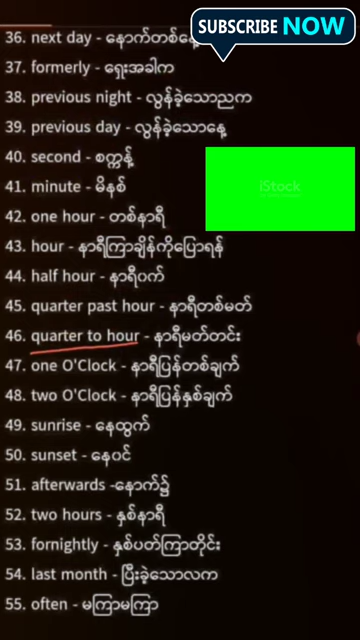 SUBSCRIBE NOW
36. next day - နောက်တစ်နေ့
37. formerly - ရှေးအခါက
38. previous night - လွန်ခဲ့သောညက
39. previous day - လွန်ခဲ့သောနေ့
40. second - စက္ကန့်
41. minute - မိနစ်
iStock
42. one hour - တစ်နာရီ
43. hour - နာရီကြာချိန်ကိုပြောရန်
44. half hour - နာရီဝက်
45. quarter past hour - နာရီတစ်မတ်
46. quarter to hour - နာရီမတ်တင်း
47. one O'Clock - နာရီပြန်တစ်ချက်
48. two O'Clock - နာရီပြန်နှစ်ချက်
49. sunrise - နေထွက်
50. sunset - နေဝင်
51. afterwards -နောက်၌
52. two hours - နှစ်နာရီ
53. fornightly - နှစ်ပတ်ကြာတိုင်း
54. last month - ပြီးခဲ့သောလက
55. often - မကြာမကြာ